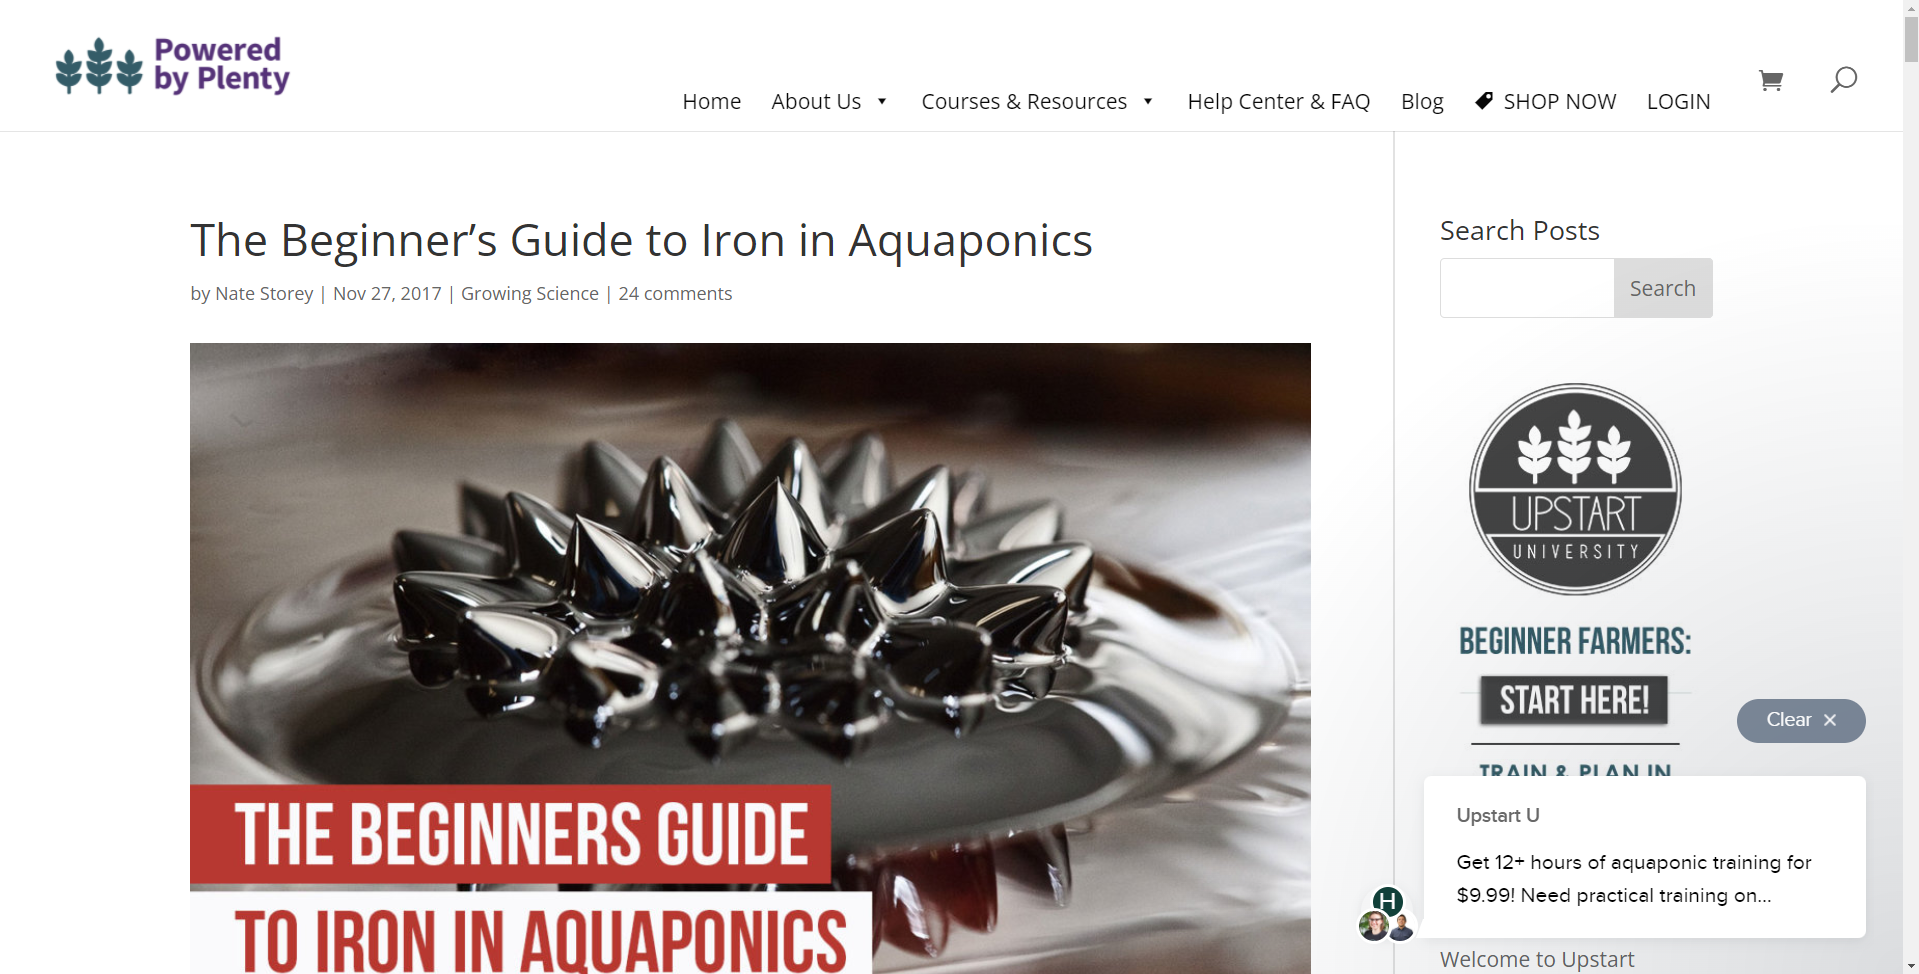 Powered
by Plenty
Home
About Us
Courses & Resources
Help Center & FAQ
Blog
SHOP NOW
LOGIN
The Beginner’s Guide to Iron in Aquaponics
by Nate Storey | Nov 27, 2017 | Growing Science | 24 comments
THE BEGINNERS GUIDE
TO IRON IN AQUAPONICS
Search Posts
Search
UPSTART
UNIVERSITY
BEGINNER FARMERS:
START HERE!
TRAIN & PLAN IN
Clear
Upstart U
Get 12+ hours of aquaponic training for
$9.99! Need practical training on...
H
Welcome to Upstart